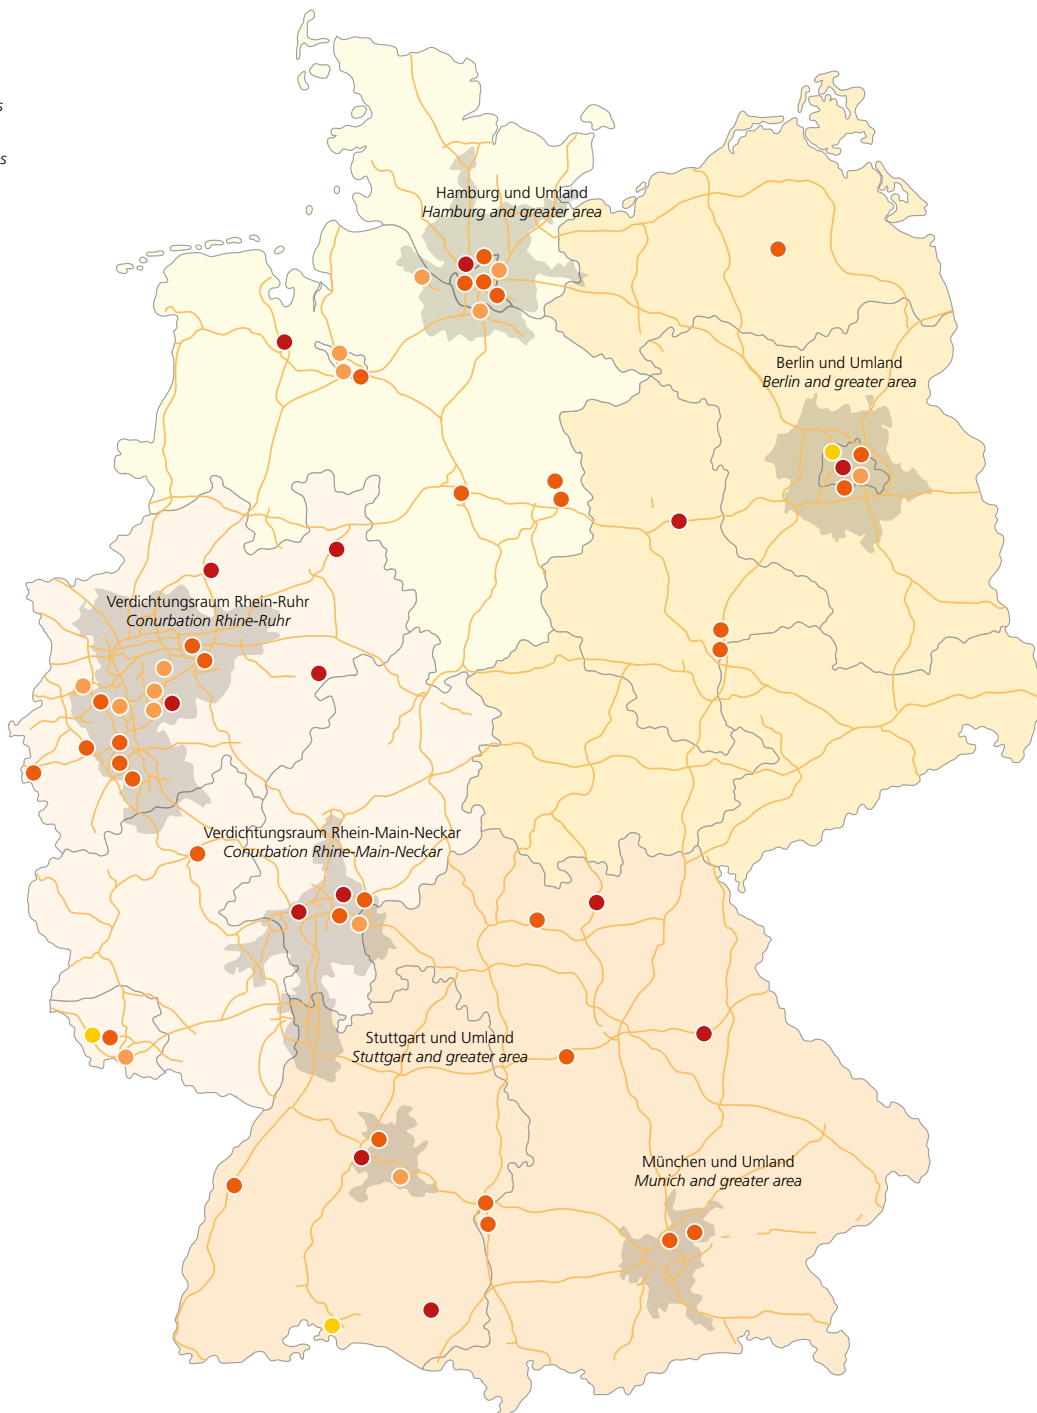 Hamburg und Umland
Hamburg and greater area
Berlin und Umland
Berlin and greater area
Verdichtungsraum Rhein-Ruhr
Conurbation Rhine-Ruhr
Verdichtungsraum Rhein-Main-Neckar
Conurbation Rhine-Main-Neckar
Stuttgart und Umland
Stuttgart and greater area
München und Umland
Munich and greater area